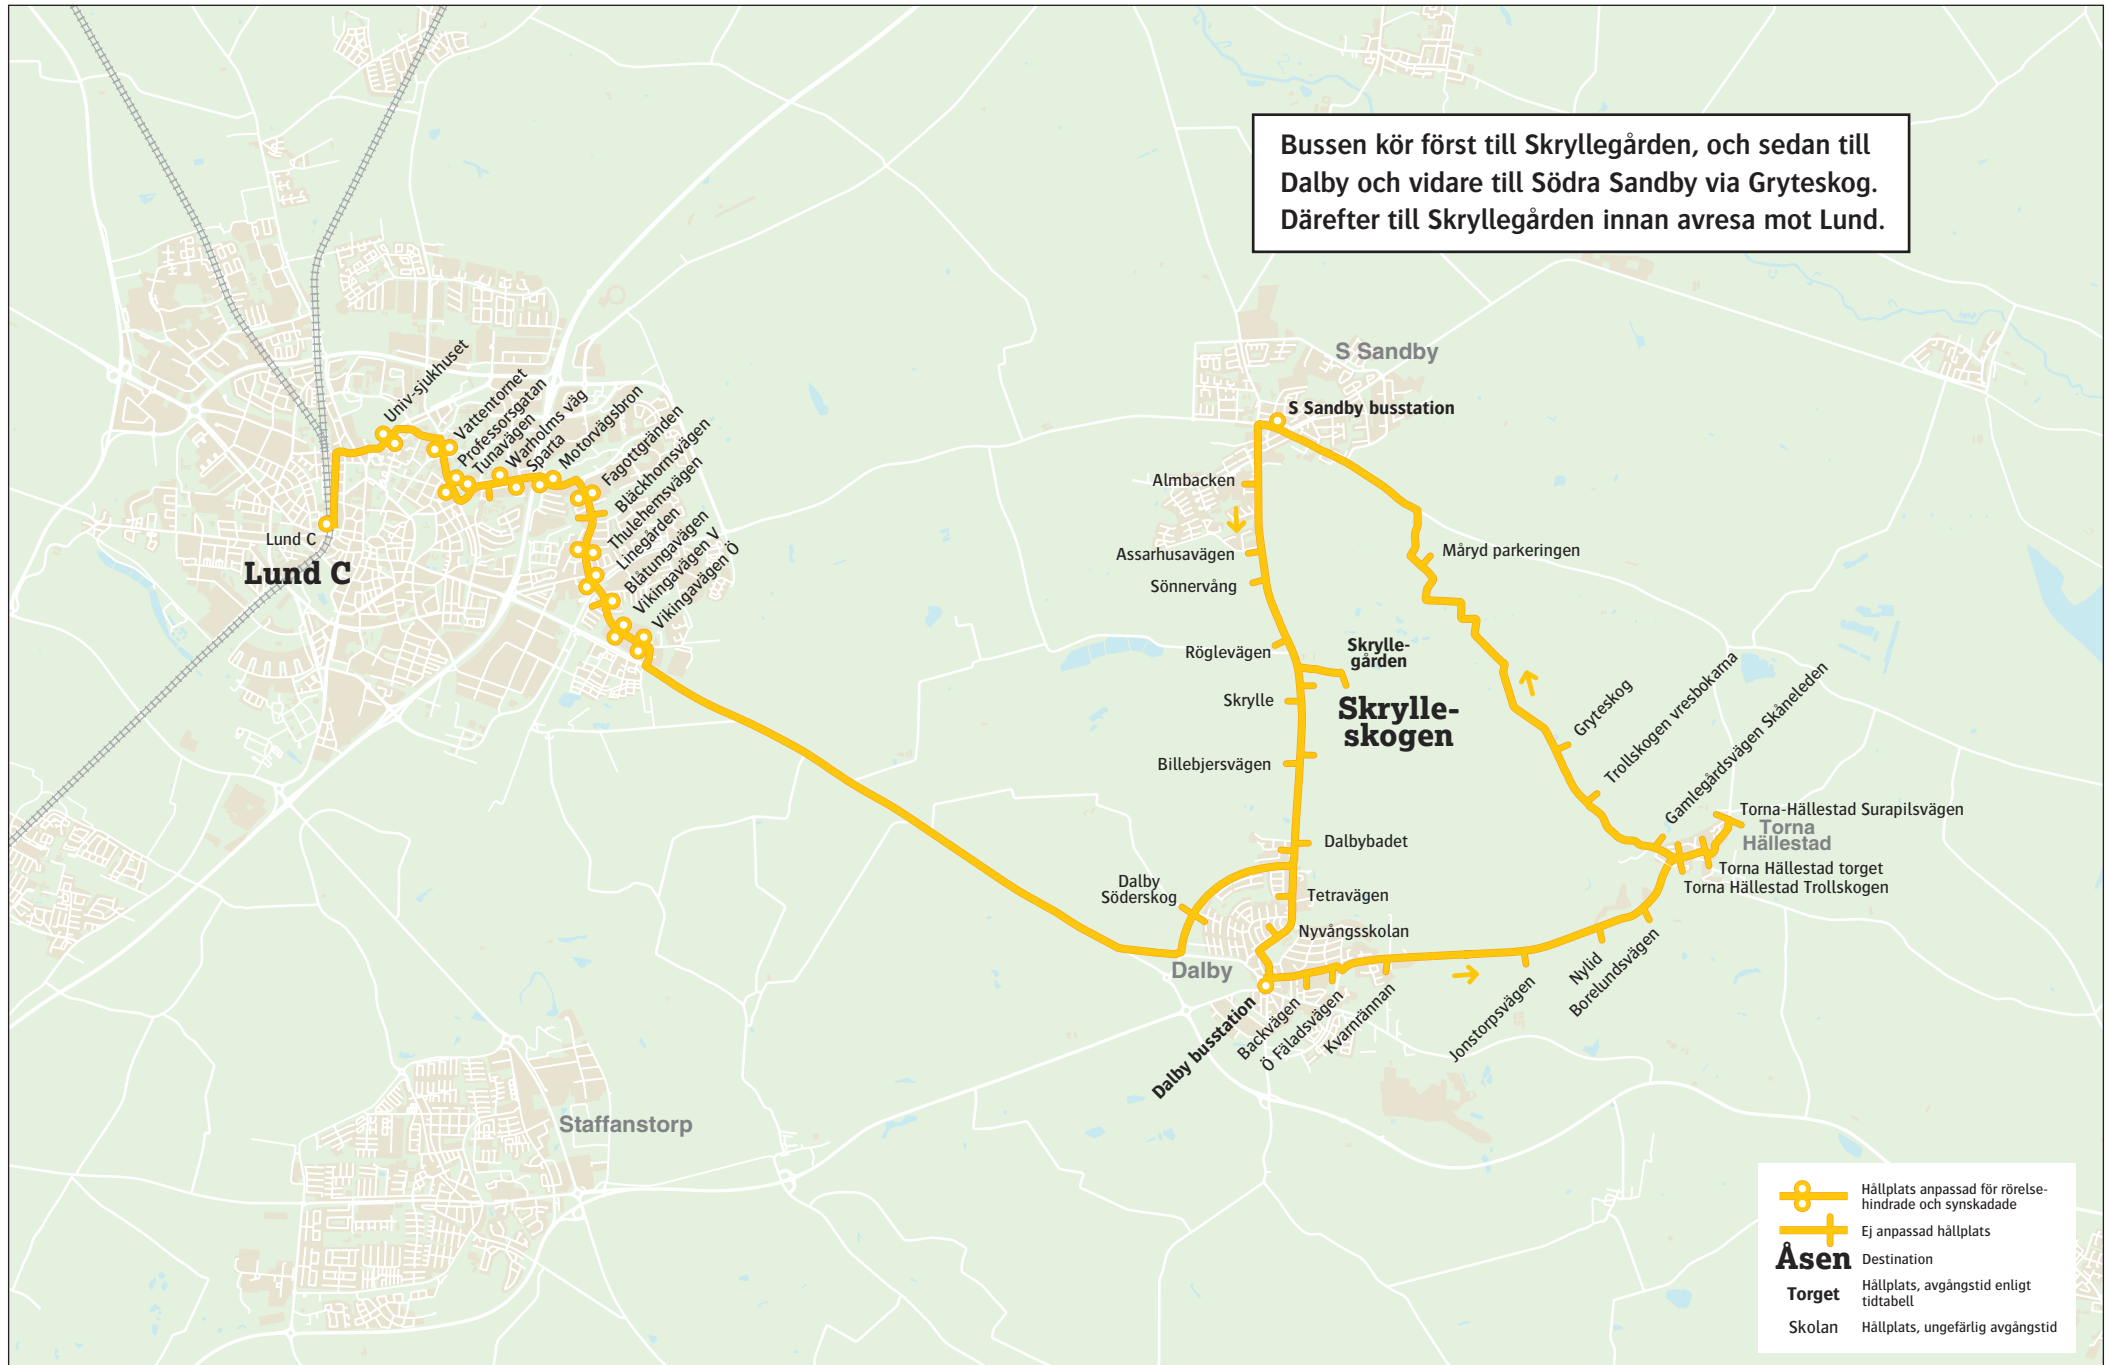 Bussen kör först till Skryllegården, och sedan till
Dalby och vidare till Södra Sandby via Gryteskog.
Därefter till Skryllegården innan avresa mot Lund.
S Sandby
S Sandby busstation
Univ-sjukhuset
Vattentornet
Professorsgatan
Tunavägen
Warholms väg
Sparta
Motorvägsbron
Fagottgränden
Bläckhornsvägen
Thulehemsvägen
Linegården
Blåtungavägen
Vikingavägen V
Vikingavägen Ö
Lund C
Lund C
Almbacken
Assarhusavägen
Sönnervång
Röglevägen
Skrylle-
gården
Skrylle
Skrylle-
skogen
Billebjersvägen
Dalbybadet
Dalby
Söderskog
Tetravägen
Nyvångsskolan
Dalby
Dalby busstation
Backvägen
Ö Fäladsvägen
Kvarnrännan
Jonstorpsvägen
Nylid
Borelundsvägen
Måryd parkeringen
Gryteskog
Trollskogen vresbokarna
Gamlegårdsvägen Skåneleden
Torna-Hällestad Surapilsvägen
Torna
Hällestad
Torna Hällestad torget
Torna Hällestad Trollskogen
Staffanstorp
Hållplats anpassad för rörelse-
hindrade och synskadade
Ej anpassad hållplats
Åsen Destination
Torget Hållplats, avgångstid enligt
tidtabell
Skolan Hållplats, ungefärlig avgångstid